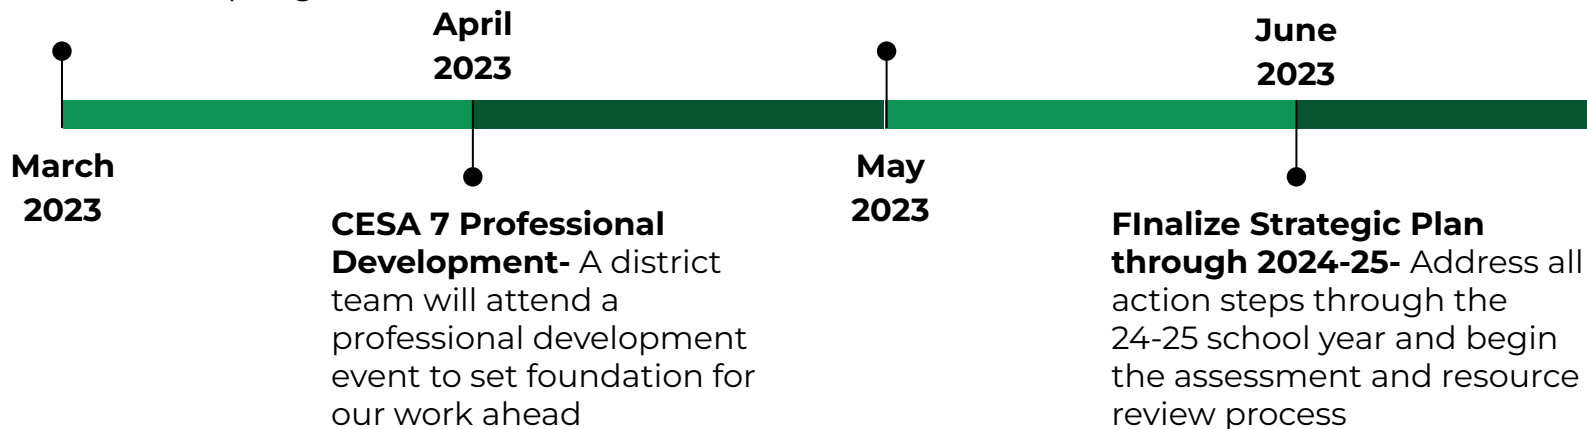 April
2023
June
2023
March
2023
May
2023
CESA 7 Professional
Development- A district
team will attend a
professional development
event to set foundation for
our work ahead
FInalize Strategic Plan
through 2024-25- Address all
action steps through the
24-25 school year and begin
the assessment and resource
review process